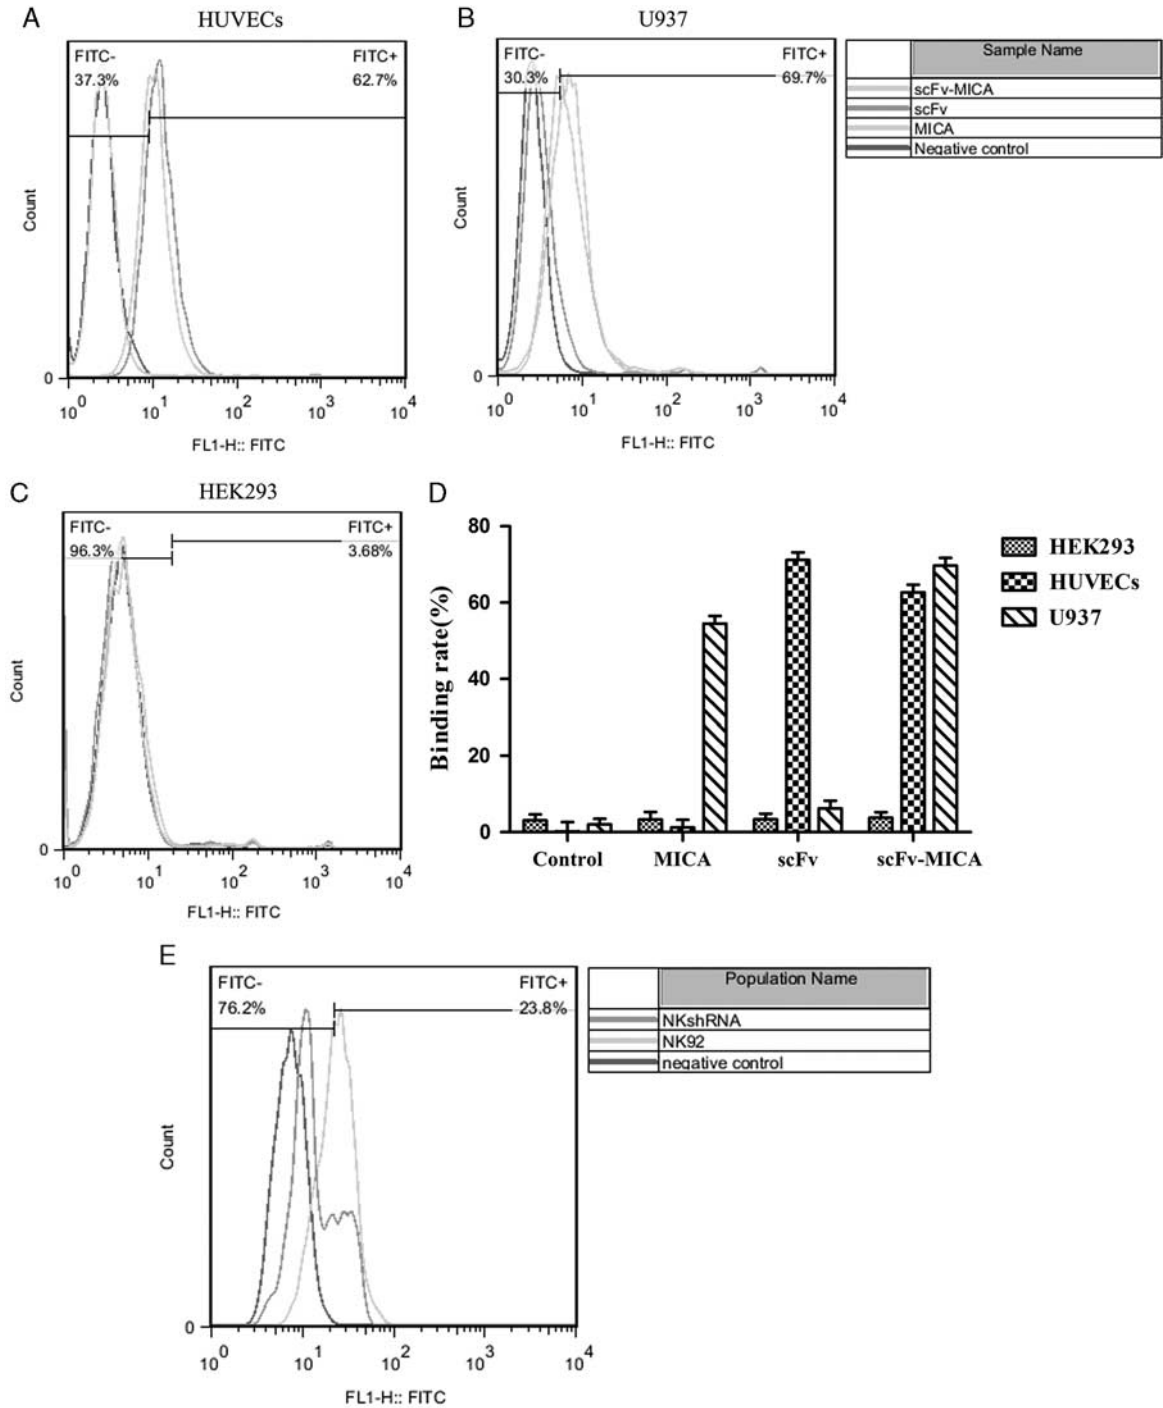 A
HUVECs
FITC-
37.3%
FITC+
62.7%
Count
0
10^0 10^1 10^2 10^3 10^4
FL1-H:: FITC
B
U937
FITC-
30.3%
FITC+
69.7%
Count
0
10^0 10^1 10^2 10^3 10^4
FL1-H:: FITC
Sample Name
scFv-MICA
scFv
MICA
Negative control
C
HEK293
FITC-
96.3%
FITC+
3.68%
Count
0
10^0 10^1 10^2 10^3 10^4
FL1-H:: FITC
D
Binding rate(%)
80
60
40
20
0
Control MICA scFv scFv-MICA
HEK293
HUVECs
U937
E
FITC-
76.2%
FITC+
23.8%
Count
0
10^0 10^1 10^2 10^3 10^4
FL1-H:: FITC
Population Name
NKshRNA
NK92
negative control